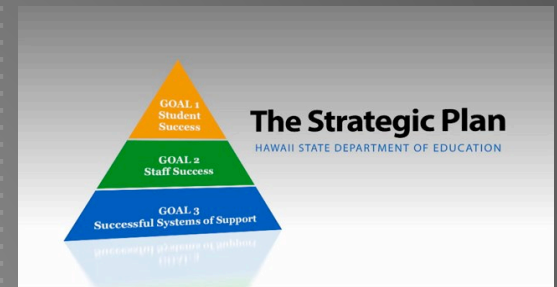 GOAL 1
Student
Success
GOAL 2
Staff Success
GOAL 3
Successful Systems of Support
The Strategic Plan
HAWAII STATE DEPARTMENT OF EDUCATION